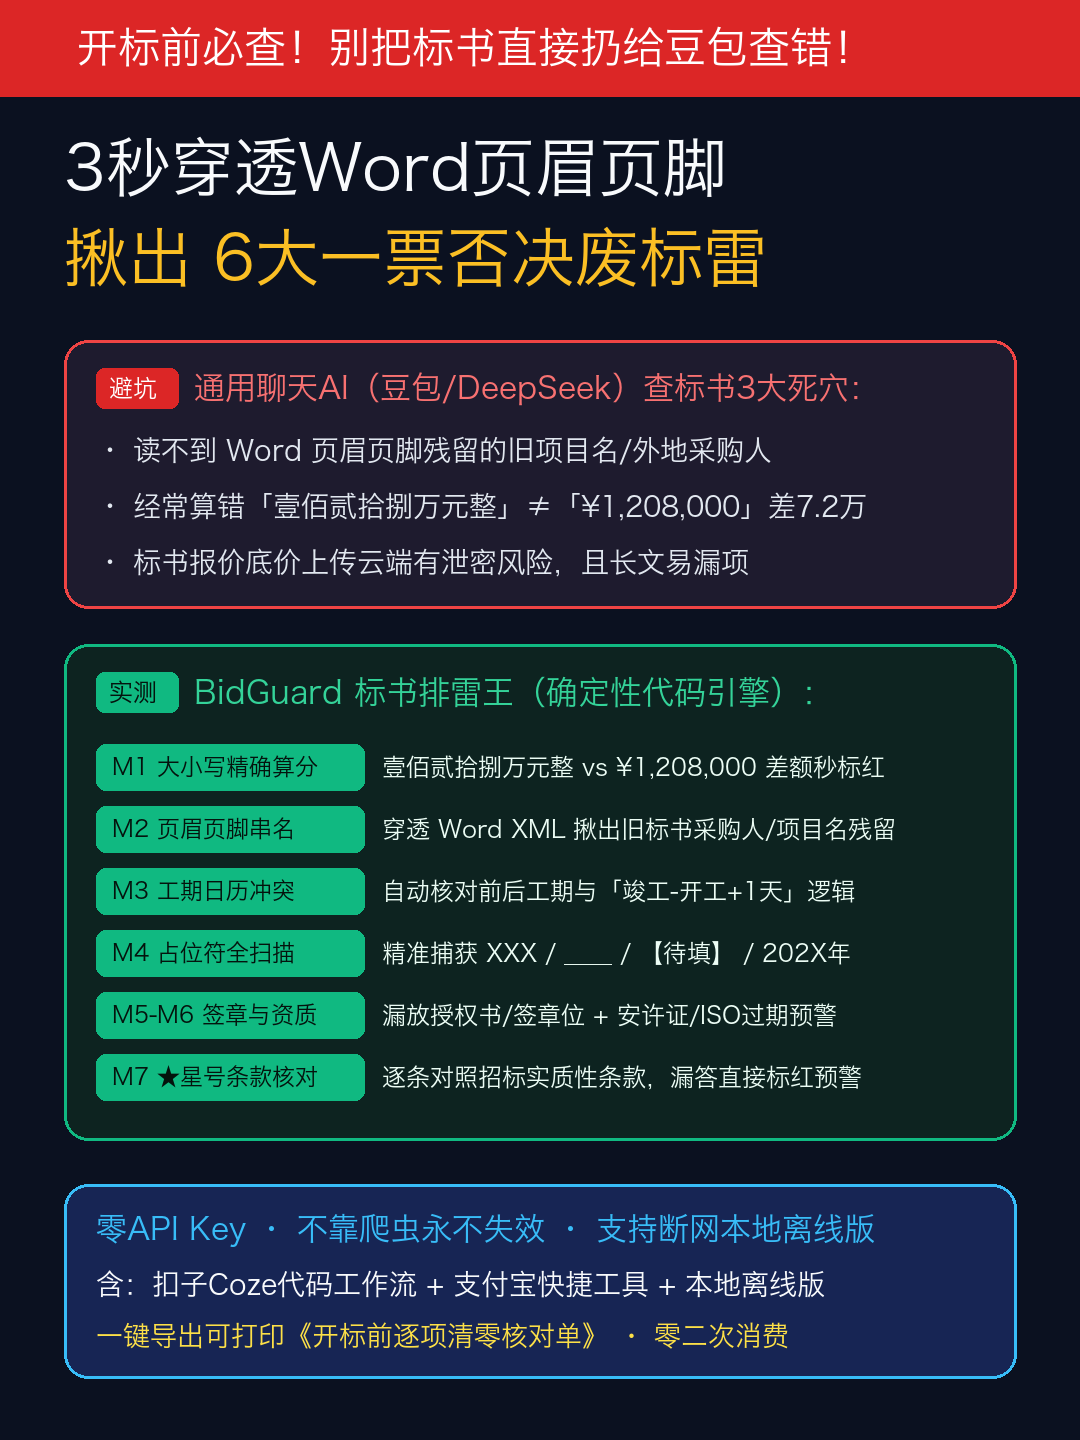 开标前必查！别把标书直接扔给豆包查错！
3秒穿透Word页眉页脚
揪出 6大一票否决废标雷
避坑 通用聊天AI（豆包/DeepSeek）查标书3大死穴：
· 读不到 Word 页眉页脚残留的旧项目名/外地采购人
· 经常算错「壹佰贰拾捌万元整」≠「¥1,208,000」差7.2万
· 标书报价底价上传云端有泄密风险，且长文易漏项
实测 BidGuard 标书排雷王（确定性代码引擎）：
M1 大小写精确算分 壹佰贰拾捌万元整 vs ¥1,208,000 差额秒标红
M2 页眉页脚串名 穿透 Word XML 揪出旧标书采购人/项目名残留
M3 工期日历冲突 自动核对前后工期与「竣工-开工+1天」逻辑
M4 占位符全扫描 精准捕获 XXX / ____ / 【待填】 / 202X年
M5-M6 签章与资质 漏放授权书/签章位 + 安许证/ISO过期预警
M7 ★星号条款核对 逐条对照招标实质性条款，漏答直接标红预警
零API Key · 不靠爬虫永不失效 · 支持断网本地离线版
含：扣子Coze代码工作流 + 支付宝快捷工具 + 本地离线版
一键导出可打印《开标前逐项清零核对单》 · 零二次消费